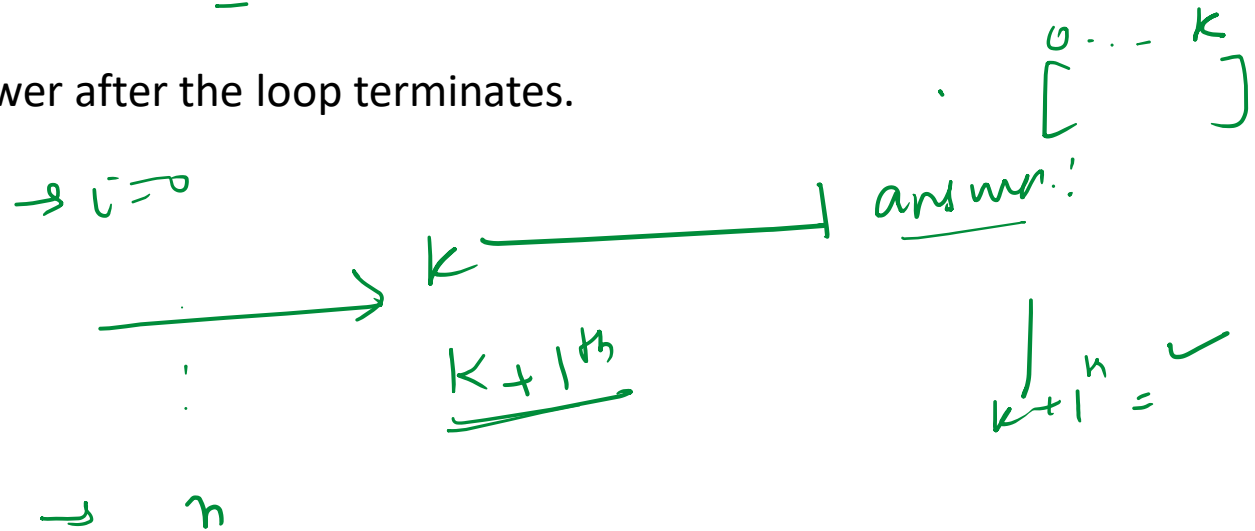 0 . . . - K
wer after the loop terminates.
[ ]
→ i = 0
answer:
K
K + 1th
k+1th = ✓
→ n